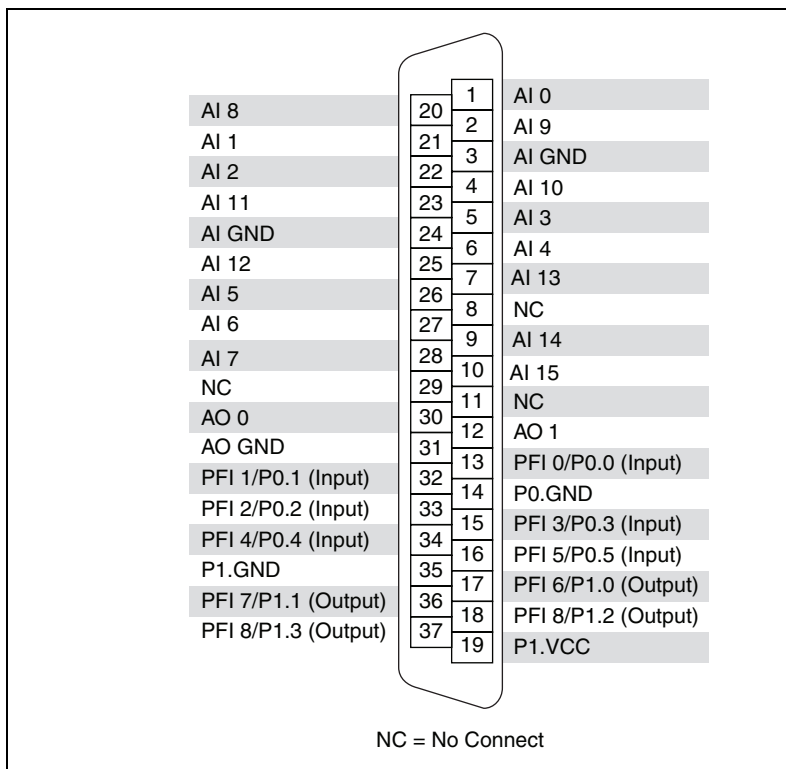 AI 8 20
AI 1 21
AI 2 22
AI 11 23
AI GND 24
AI 12 25
AI 5 26
AI 6 27
AI 7 28
NC 29
AO 0 30
AO GND 31
PFI 1/P0.1 (Input) 32
PFI 2/P0.2 (Input) 33
PFI 4/P0.4 (Input) 34
P1.GND 35
PFI 7/P1.1 (Output) 36
PFI 8/P1.3 (Output) 37
1 AI 0
2 AI 9
3 AI GND
4 AI 10
5 AI 3
6 AI 4
7 AI 13
8 NC
9 AI 14
10 AI 15
11 NC
12 AO 1
13 PFI 0/P0.0 (Input)
14 P0.GND
15 PFI 3/P0.3 (Input)
16 PFI 5/P0.5 (Input)
17 PFI 6/P1.0 (Output)
18 PFI 8/P1.2 (Output)
19 P1.VCC
NC = No Connect